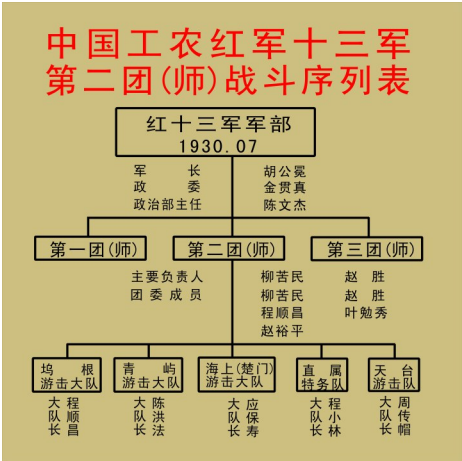 中国工农红军十三军
第二团(师)战斗序列表
红十三军军部
1930.07
军 长 胡公冕
政 委 金贯真
政治部主任 陈文杰
第一团(师) 第二团(师) 第三团(师)
主要负责人 柳苦民 赵 胜
团委成员 柳苦民 赵 胜
程顺昌 叶勉秀
赵裕平
坞 根
游击大队
青 屿
游击大队
海上(楚门)
游击大队
直 属
特务队
天 台
游击队
大队长 程顺昌
大队长 陈洪法
大队长 应保寿
大队长 程小林
大队长 周传帽